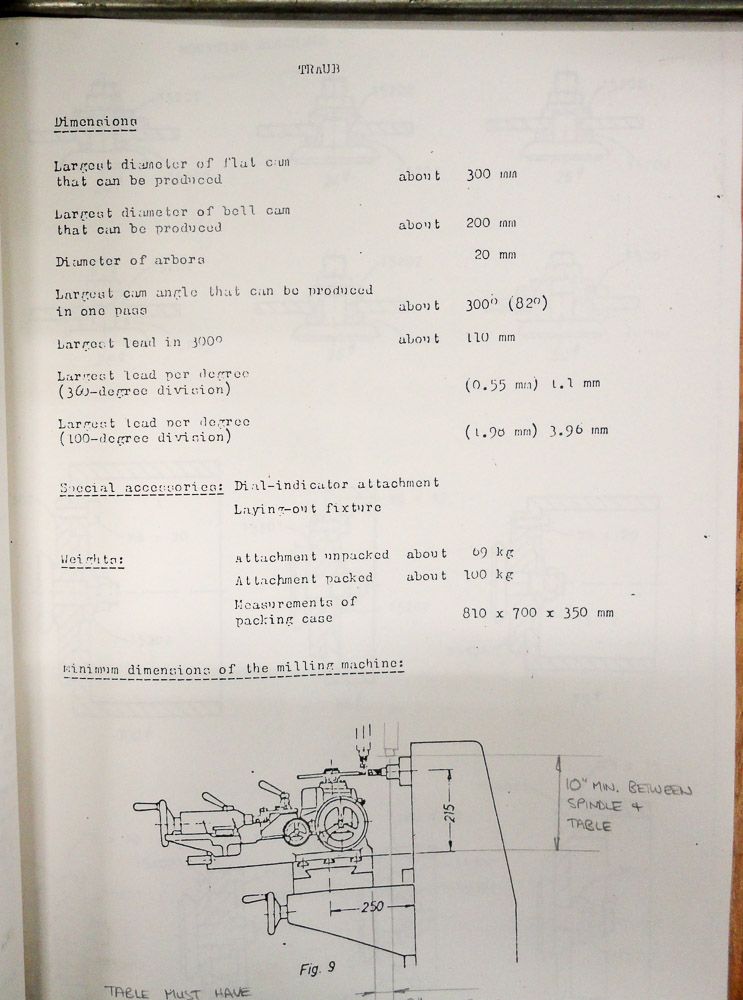 TRAUB
Dimensions
Largest diameter of flat cam
that can be produced about 300 mm
Largest diameter of bell cam
that can be produced about 200 mm
Diameter of arbors 20 mm
Largest cam angle that can be produced
in one pass about 300° (82°)
Largest lead in 300° about 110 mm
Largest lead per degree
(360-degree division) (0.55 mm) 1.1 mm
Largest lead per degree
(100-degree division) (1.98 mm) 3.96 mm
Special accessories: Dial-indicator attachment
Laying-out fixture
Weights: Attachment unpacked about 69 kg
Attachment packed about 100 kg
Measurements of
packing case 810 x 700 x 350 mm
Minimum dimensions of the milling machine:
10" MIN. BETWEEN
SPINDLE &
TABLE
215
250
Fig. 9
TABLE MUST HAVE